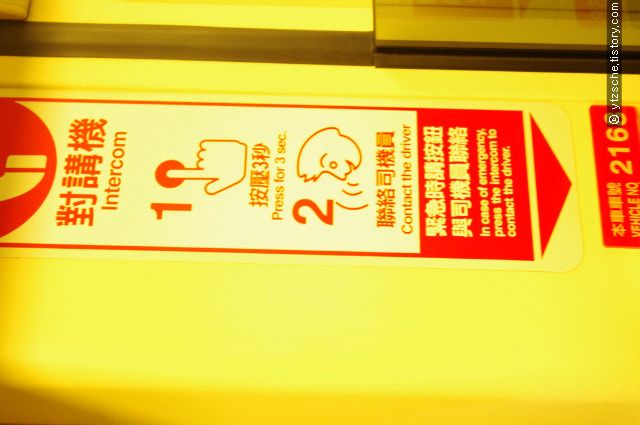 對講機
Intercom
1
按壓3秒
Press for 3 sec.
2
聯絡司機員
Contact the driver
緊急時請按鈕
與司機員聯絡
In case of emergency,
press the intercom to
contact the driver.
本車車號
VEHICLE NO
216
© ytzsche.tistory.com